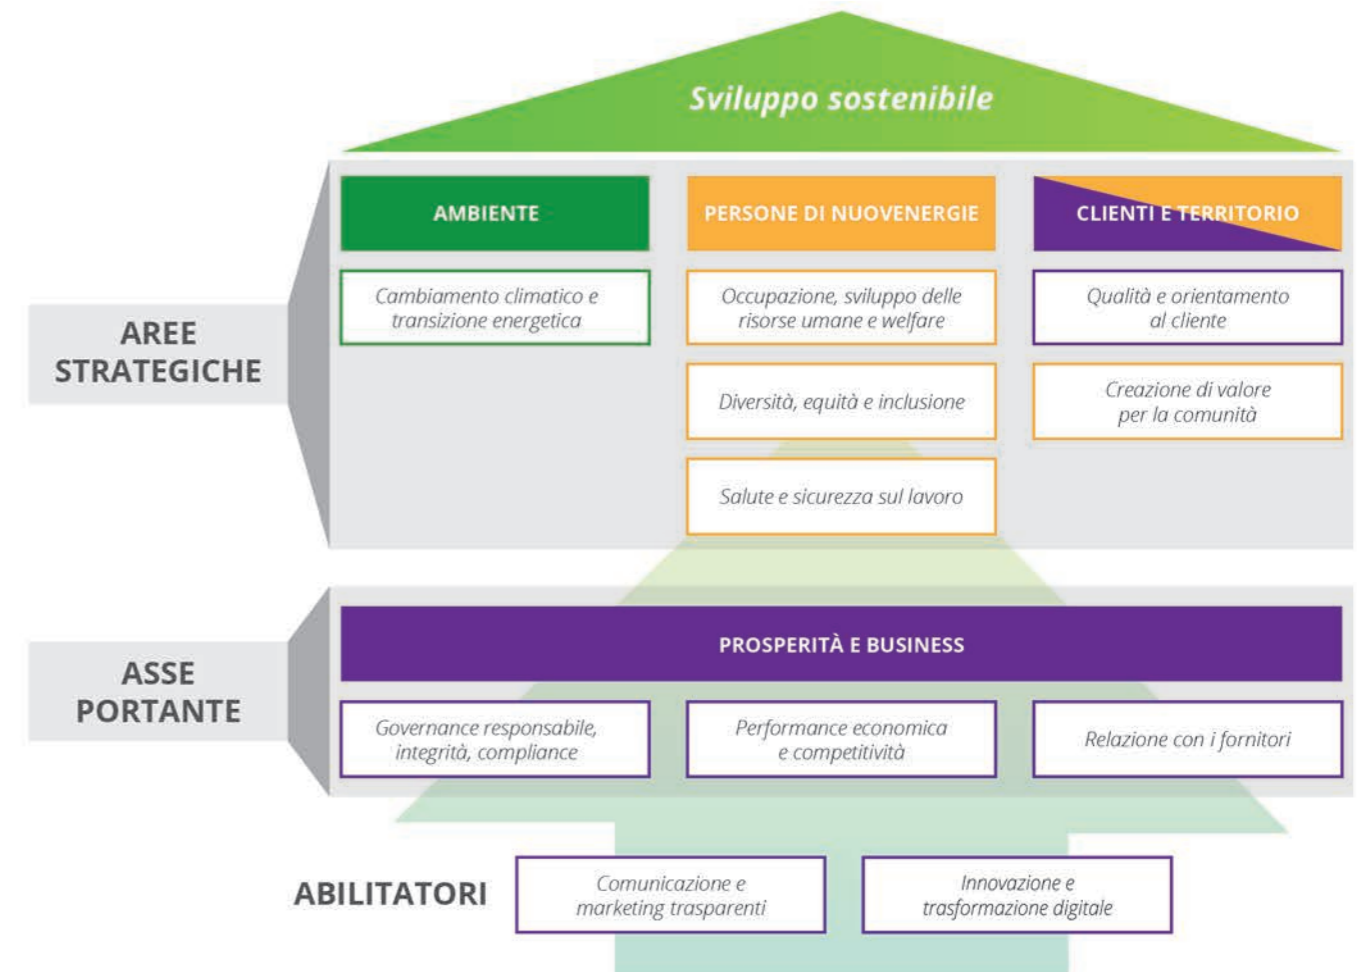 Sviluppo sostenibile
AREE
STRATEGICHE
AMBIENTE
Cambiamento climatico e
transizione energetica
PERSONE DI NUOVENERGIE
Occupazione, sviluppo delle
risorse umane e welfare
Diversità, equità e inclusione
Salute e sicurezza sul lavoro
CLIENTI E TERRITORIO
Qualità e orientamento
al cliente
Creazione di valore
per la comunità
ASSE
PORTANTE
PROSPERITÀ E BUSINESS
Governance responsabile,
integrità, compliance
Performance economica
e competitività
Relazione con i fornitori
ABILITATORI
Comunicazione e
marketing trasparenti
Innovazione e
trasformazione digitale